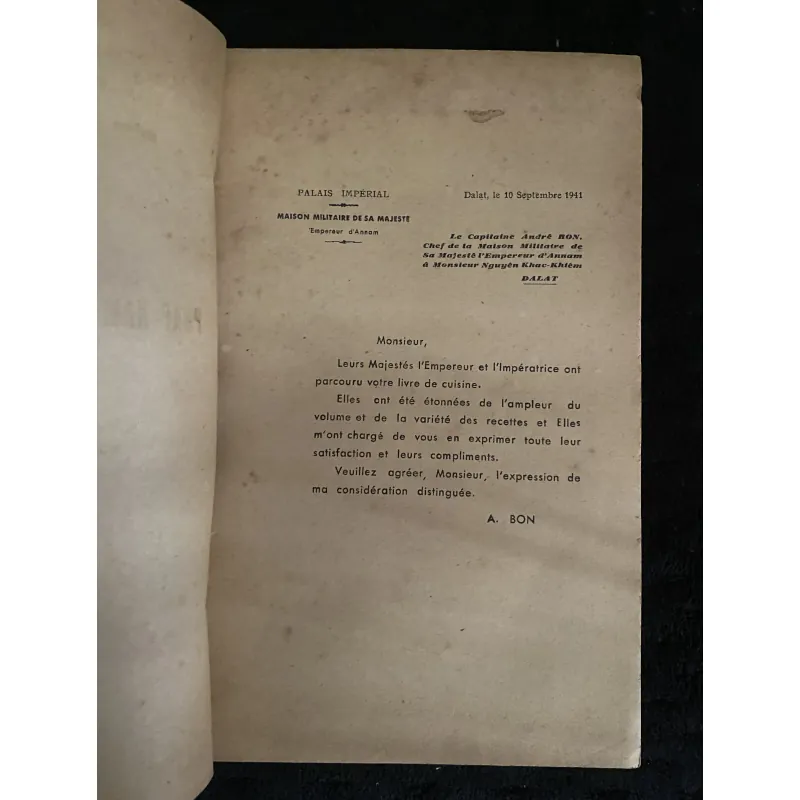 PALAIS IMPÉRIAL
MAISON MILITAIRE DE SA MAJESTÉ
Empereur d'Annam
Dalat, le 10 Septembre 1941
Le Capitaine André BON,
Chef de la Maison Militaire de
Sa Majesté l'Empereur d'Annam
à Monsieur Nguyên Khac-Khiêm
DALAT
Monsieur,
Leurs Majestés l'Empereur et l'Impératrice ont
parcouru votre livre de cuisine.
Elles ont été étonnées de l'ampleur du
volume et de la variété des recettes et Elles
m'ont chargé de vous en exprimer toute leur
satisfaction et leurs compliments.
Veuillez agréer, Monsieur, l'expression de
ma considération distinguée.
A. BON